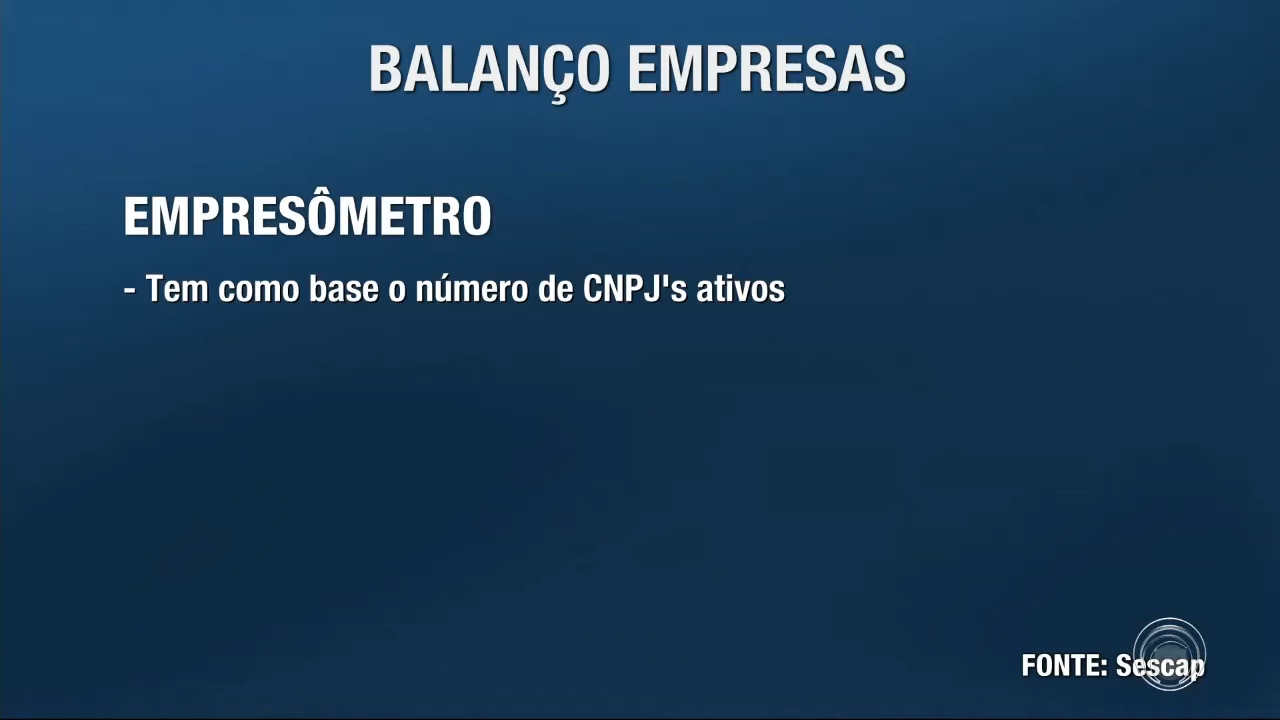 BALANÇO EMPRESAS
EMPRESÔMETRO
- Tem como base o número de CNPJ's ativos
FONTE: Sescap